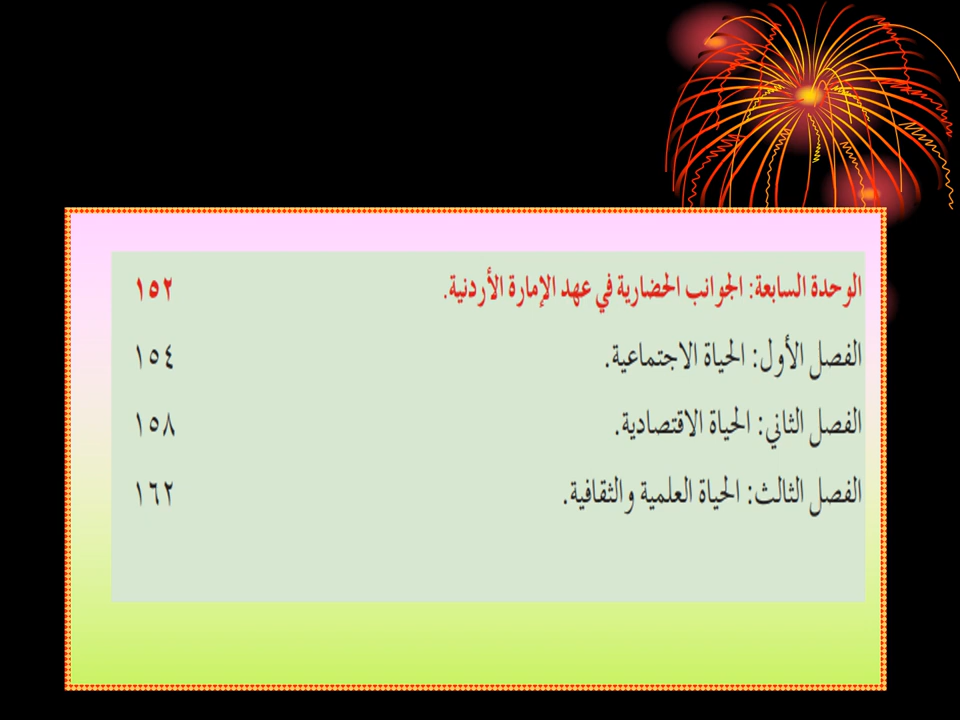 الوحدة السابعة: الجوانب الحضارية في عهد الإمارة الأردنية. ١٥٢
الفصل الأول: الحياة الاجتماعية. ١٥٤
الفصل الثاني: الحياة الاقتصادية. ١٥٨
الفصل الثالث: الحياة العلمية والثقافية. ١٦٢